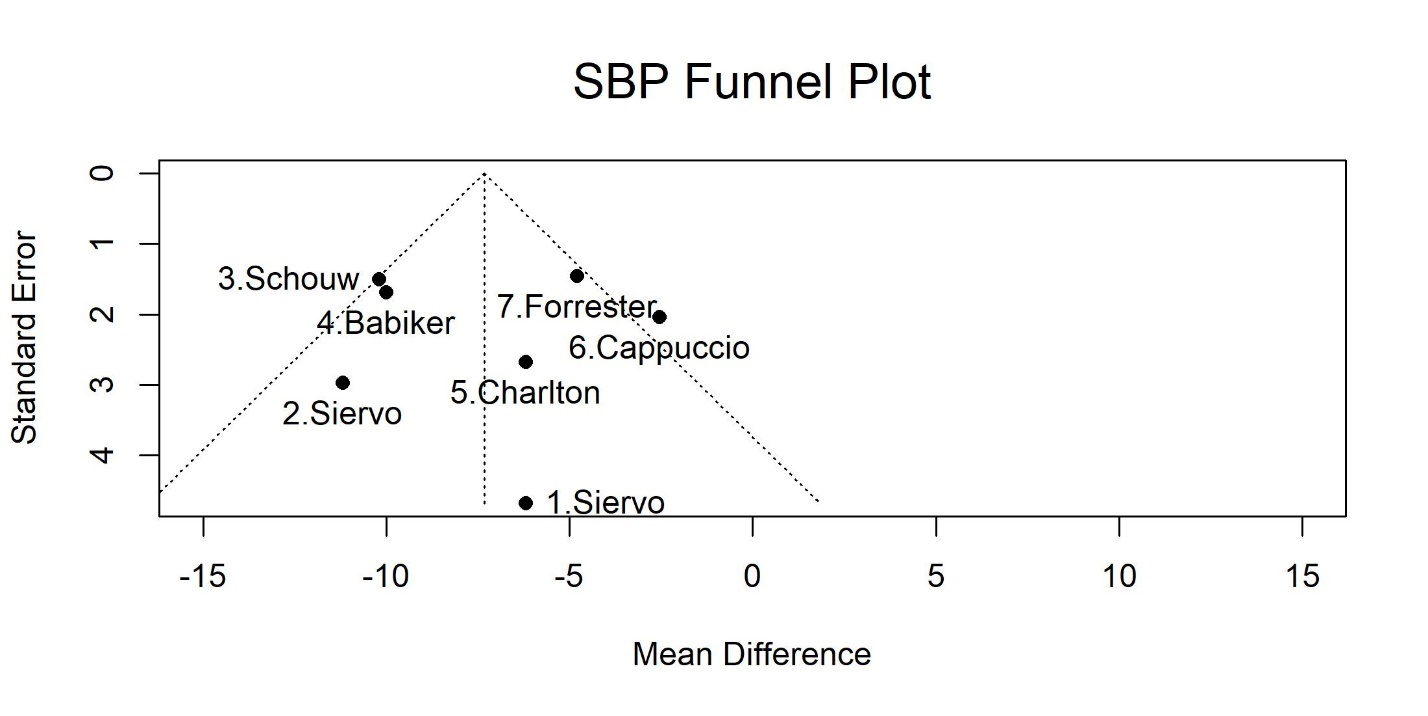 SBP Funnel Plot
Standard Error
0
1
2
3
4
3.Schouw
4.Babiker
7.Forrester
6.Cappuccio
5.Charlton
2.Siervo
1.Siervo
-15 -10 -5 0 5 10 15
Mean Difference